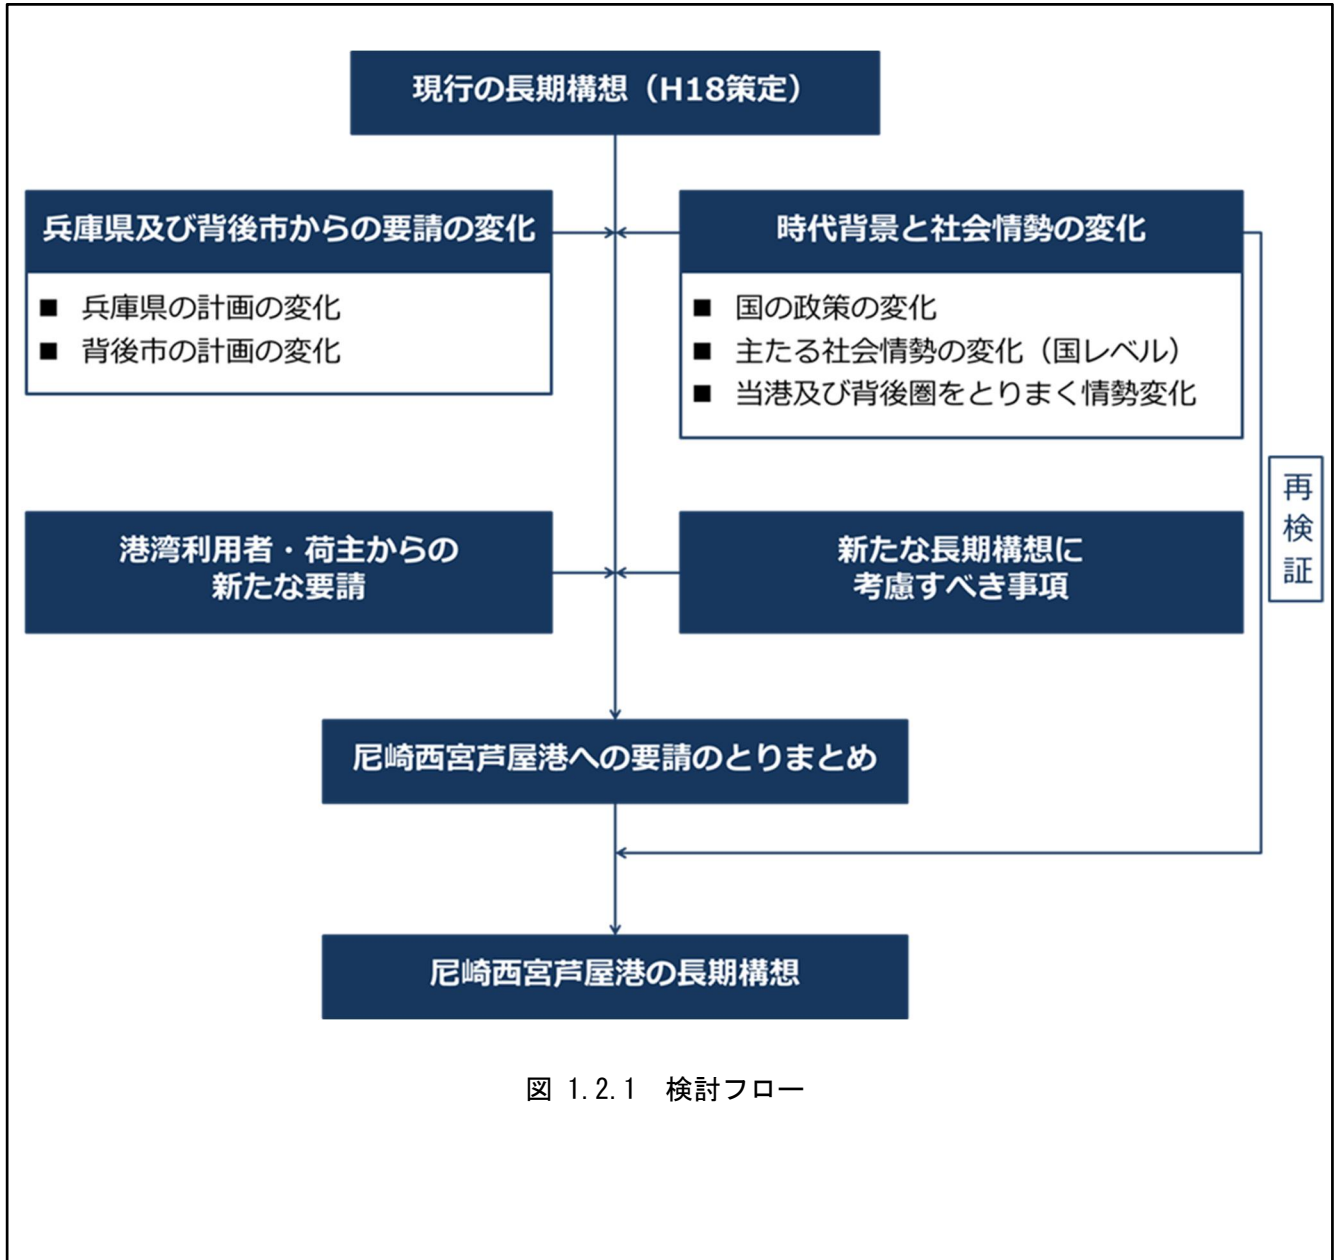 現行の長期構想（H18策定）
兵庫県及び背後市からの要請の変化
■ 兵庫県の計画の変化
■ 背後市の計画の変化
時代背景と社会情勢の変化
■ 国の政策の変化
■ 主たる社会情勢の変化（国レベル）
■ 当港及び背後圏をとりまく情勢変化
再検証
港湾利用者・荷主からの
新たな要請
新たな長期構想に
考慮すべき事項
尼崎西宮芦屋港への要請のとりまとめ
尼崎西宮芦屋港の長期構想
図 1.2.1　検討フロー